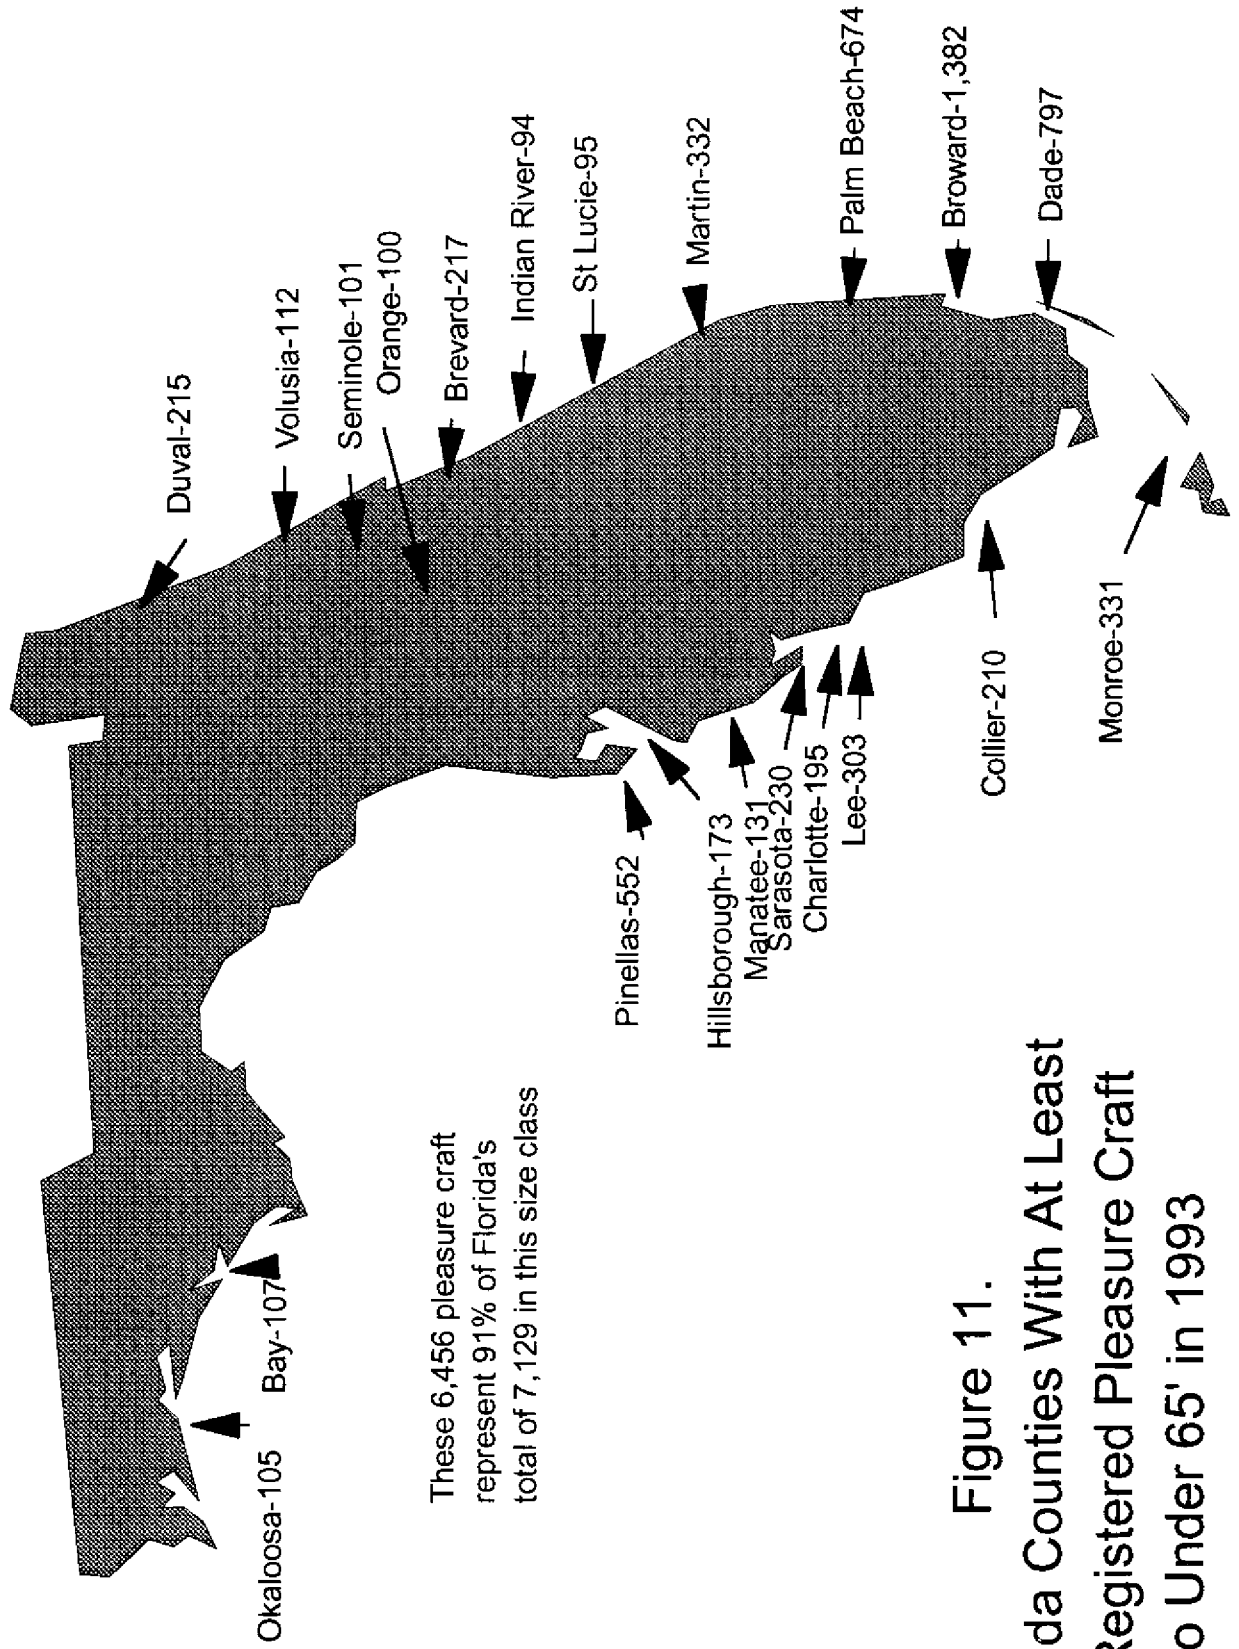 Duval-215
Volusia-112
Seminole-101
Orange-100
Brevard-217
Indian River-94
St Lucie-95
Martin-332
Palm Beach-674
Broward-1,382
Dade-797
Monroe-331
Collier-210
Lee-303
Charlotte-195
Sarasota-230
Manatee-131
Hillsborough-173
Pinellas-552
Bay-107
Okaloosa-105
These 6,456 pleasure craft
represent 91% of Florida's
total of 7,129 in this size class
Figure 11.
da Counties With At Least
Registered Pleasure Craft
o Under 65' in 1993